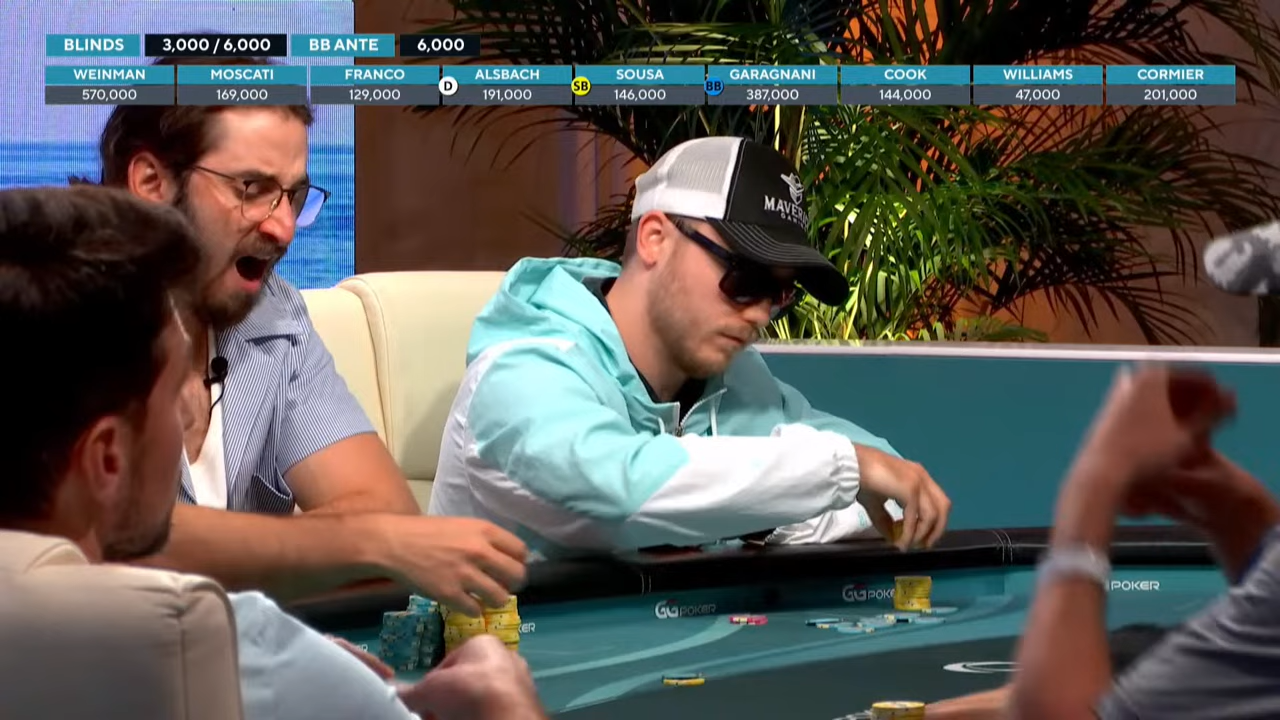 BLINDS 3,000 / 6,000 BB ANTE 6,000
WEINMAN MOSCATI FRANCO ALSBACH SOUSA GARAGNANI COOK WILLIAMS CORMIER
570,000 169,000 129,000 D 191,000 SB 146,000 BB 387,000 144,000 47,000 201,000
GGPOKER
GGPOK
POKER
KER